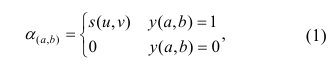 α(a,b) = { s(u,v)  y(a,b) = 1
0  y(a,b) = 0 ,  (1)